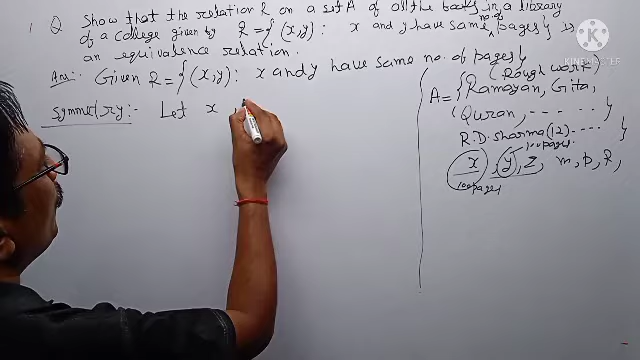 1. Q Show that the relation R on a set A of all the books in a library
of a college given by R = {(x,y): x and y have same no. of pages} is
an equivalence relation.
Ans: Given R = {(x,y): x and y have same no. of pages}
symmetry:- Let x
(Rough work)
A = {Ramayan, Gita,
Quran, ......
R.D. sharma(12).....}
100 pages
x, y, z, m, p, R,
100 pages